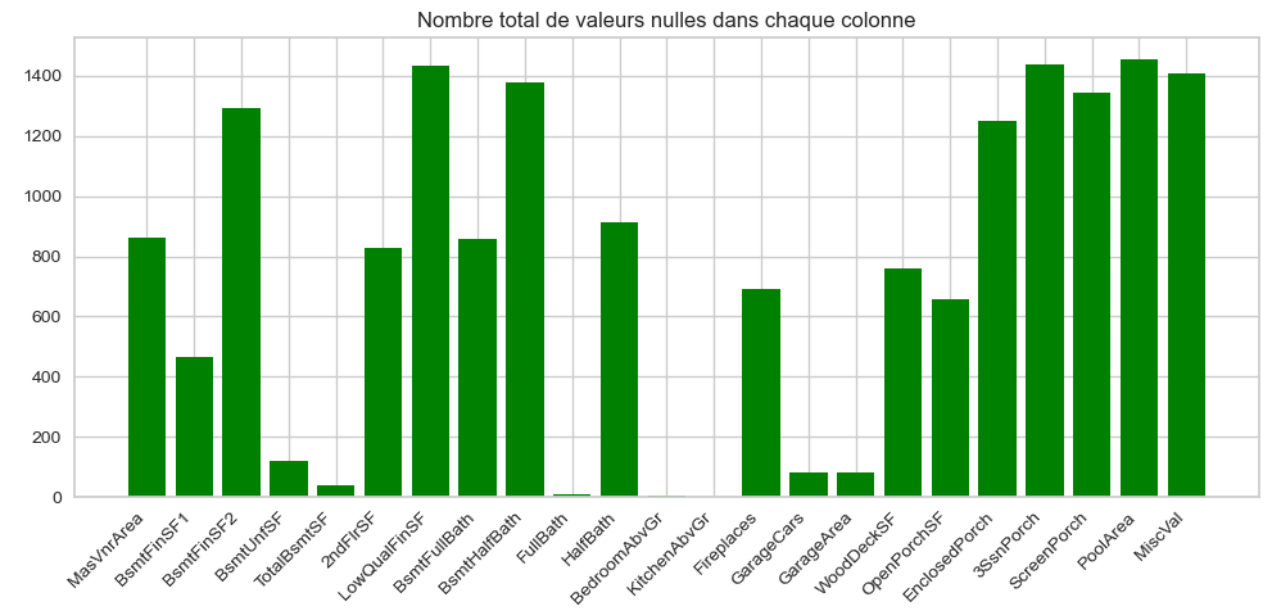 Nombre total de valeurs nulles dans chaque colonne
1400
1200
1000
800
600
400
200
0
MasVnrArea
BsmtFinSF1
BsmtFinSF2
BsmtUnfSF
TotalBsmtSF
2ndFlrSF
LowQualFinSF
BsmtFullBath
BsmtHalfBath
FullBath
HalfBath
BedroomAbvGr
KitchenAbvGr
Fireplaces
GarageCars
GarageArea
WoodDeckSF
OpenPorchSF
EnclosedPorch
3SsnPorch
ScreenPorch
PoolArea
MiscVal